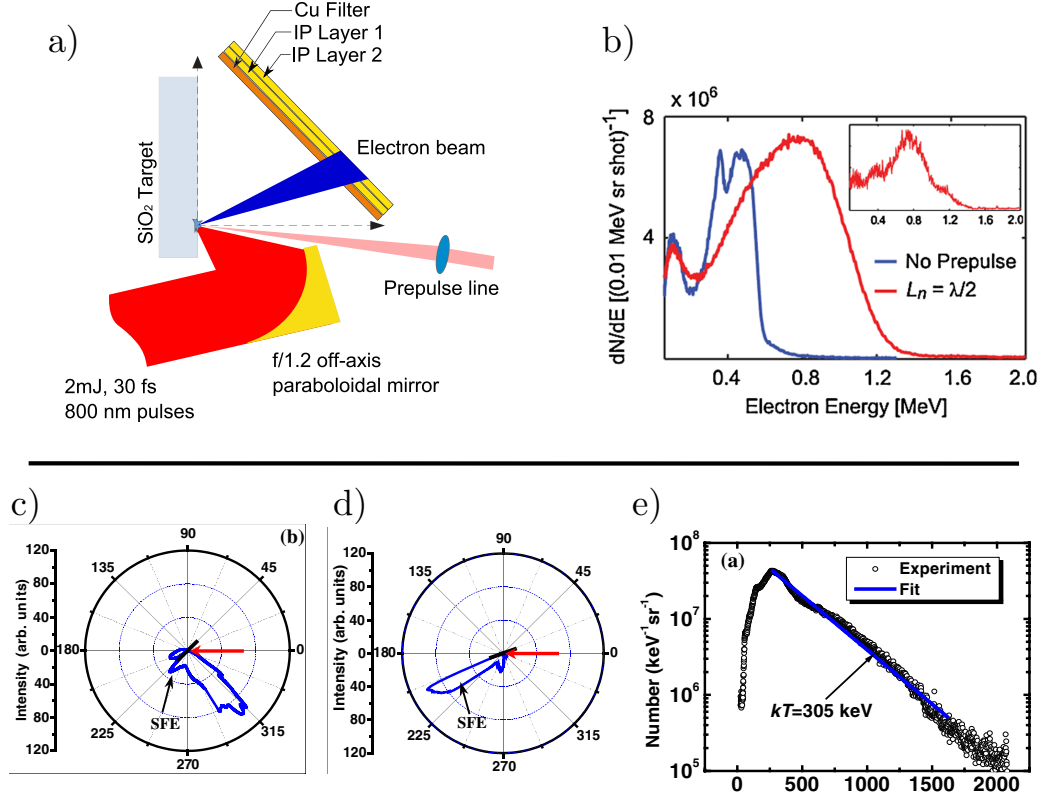 a)
Cu Filter
IP Layer 1
IP Layer 2
SiO₂ Target
Electron beam
Prepulse line
f/1.2 off-axis
paraboloidal mirror
2mJ, 30 fs
800 nm pulses
b)
x 10⁶
dN/dE [(0.01 MeV sr shot)⁻¹]
8
4
0
0.4
0.8
1.2
1.6
2.0
Electron Energy [MeV]
No Prepulse
Lₙ = λ/2
0.4
0.8
1.2
1.6
2.0
c)
(b)
Intensity (arb. units)
120
80
40
0
40
80
120
90
45
0
315
270
225
180
135
SFE
d)
Intensity (arb. units)
120
80
40
0
40
80
120
90
45
0
315
270
225
180
135
SFE
e)
(a)
Number (keV⁻¹sr⁻¹)
10⁸
10⁷
10⁶
10⁵
0
500
1000
1500
2000
Experiment
Fit
kT=305 keV